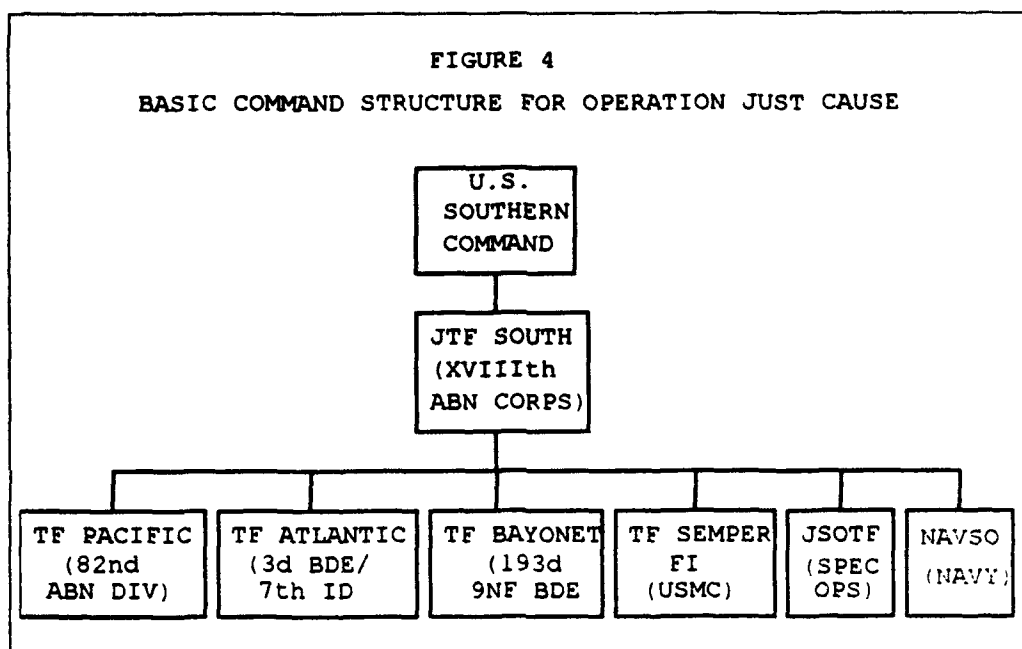 FIGURE 4
BASIC COMMAND STRUCTURE FOR OPERATION JUST CAUSE
U.S.
SOUTHERN
COMMAND
JTF SOUTH
(XVIIIth
ABN CORPS)
TF PACIFIC
(82nd
ABN DIV)
TF ATLANTIC
(3d BDE/
7th ID
TF BAYONET
(193d
9NF BDE
TF SEMPER
FI
(USMC)
JSOTF
(SPEC
OPS)
NAVSO
(NAVY)